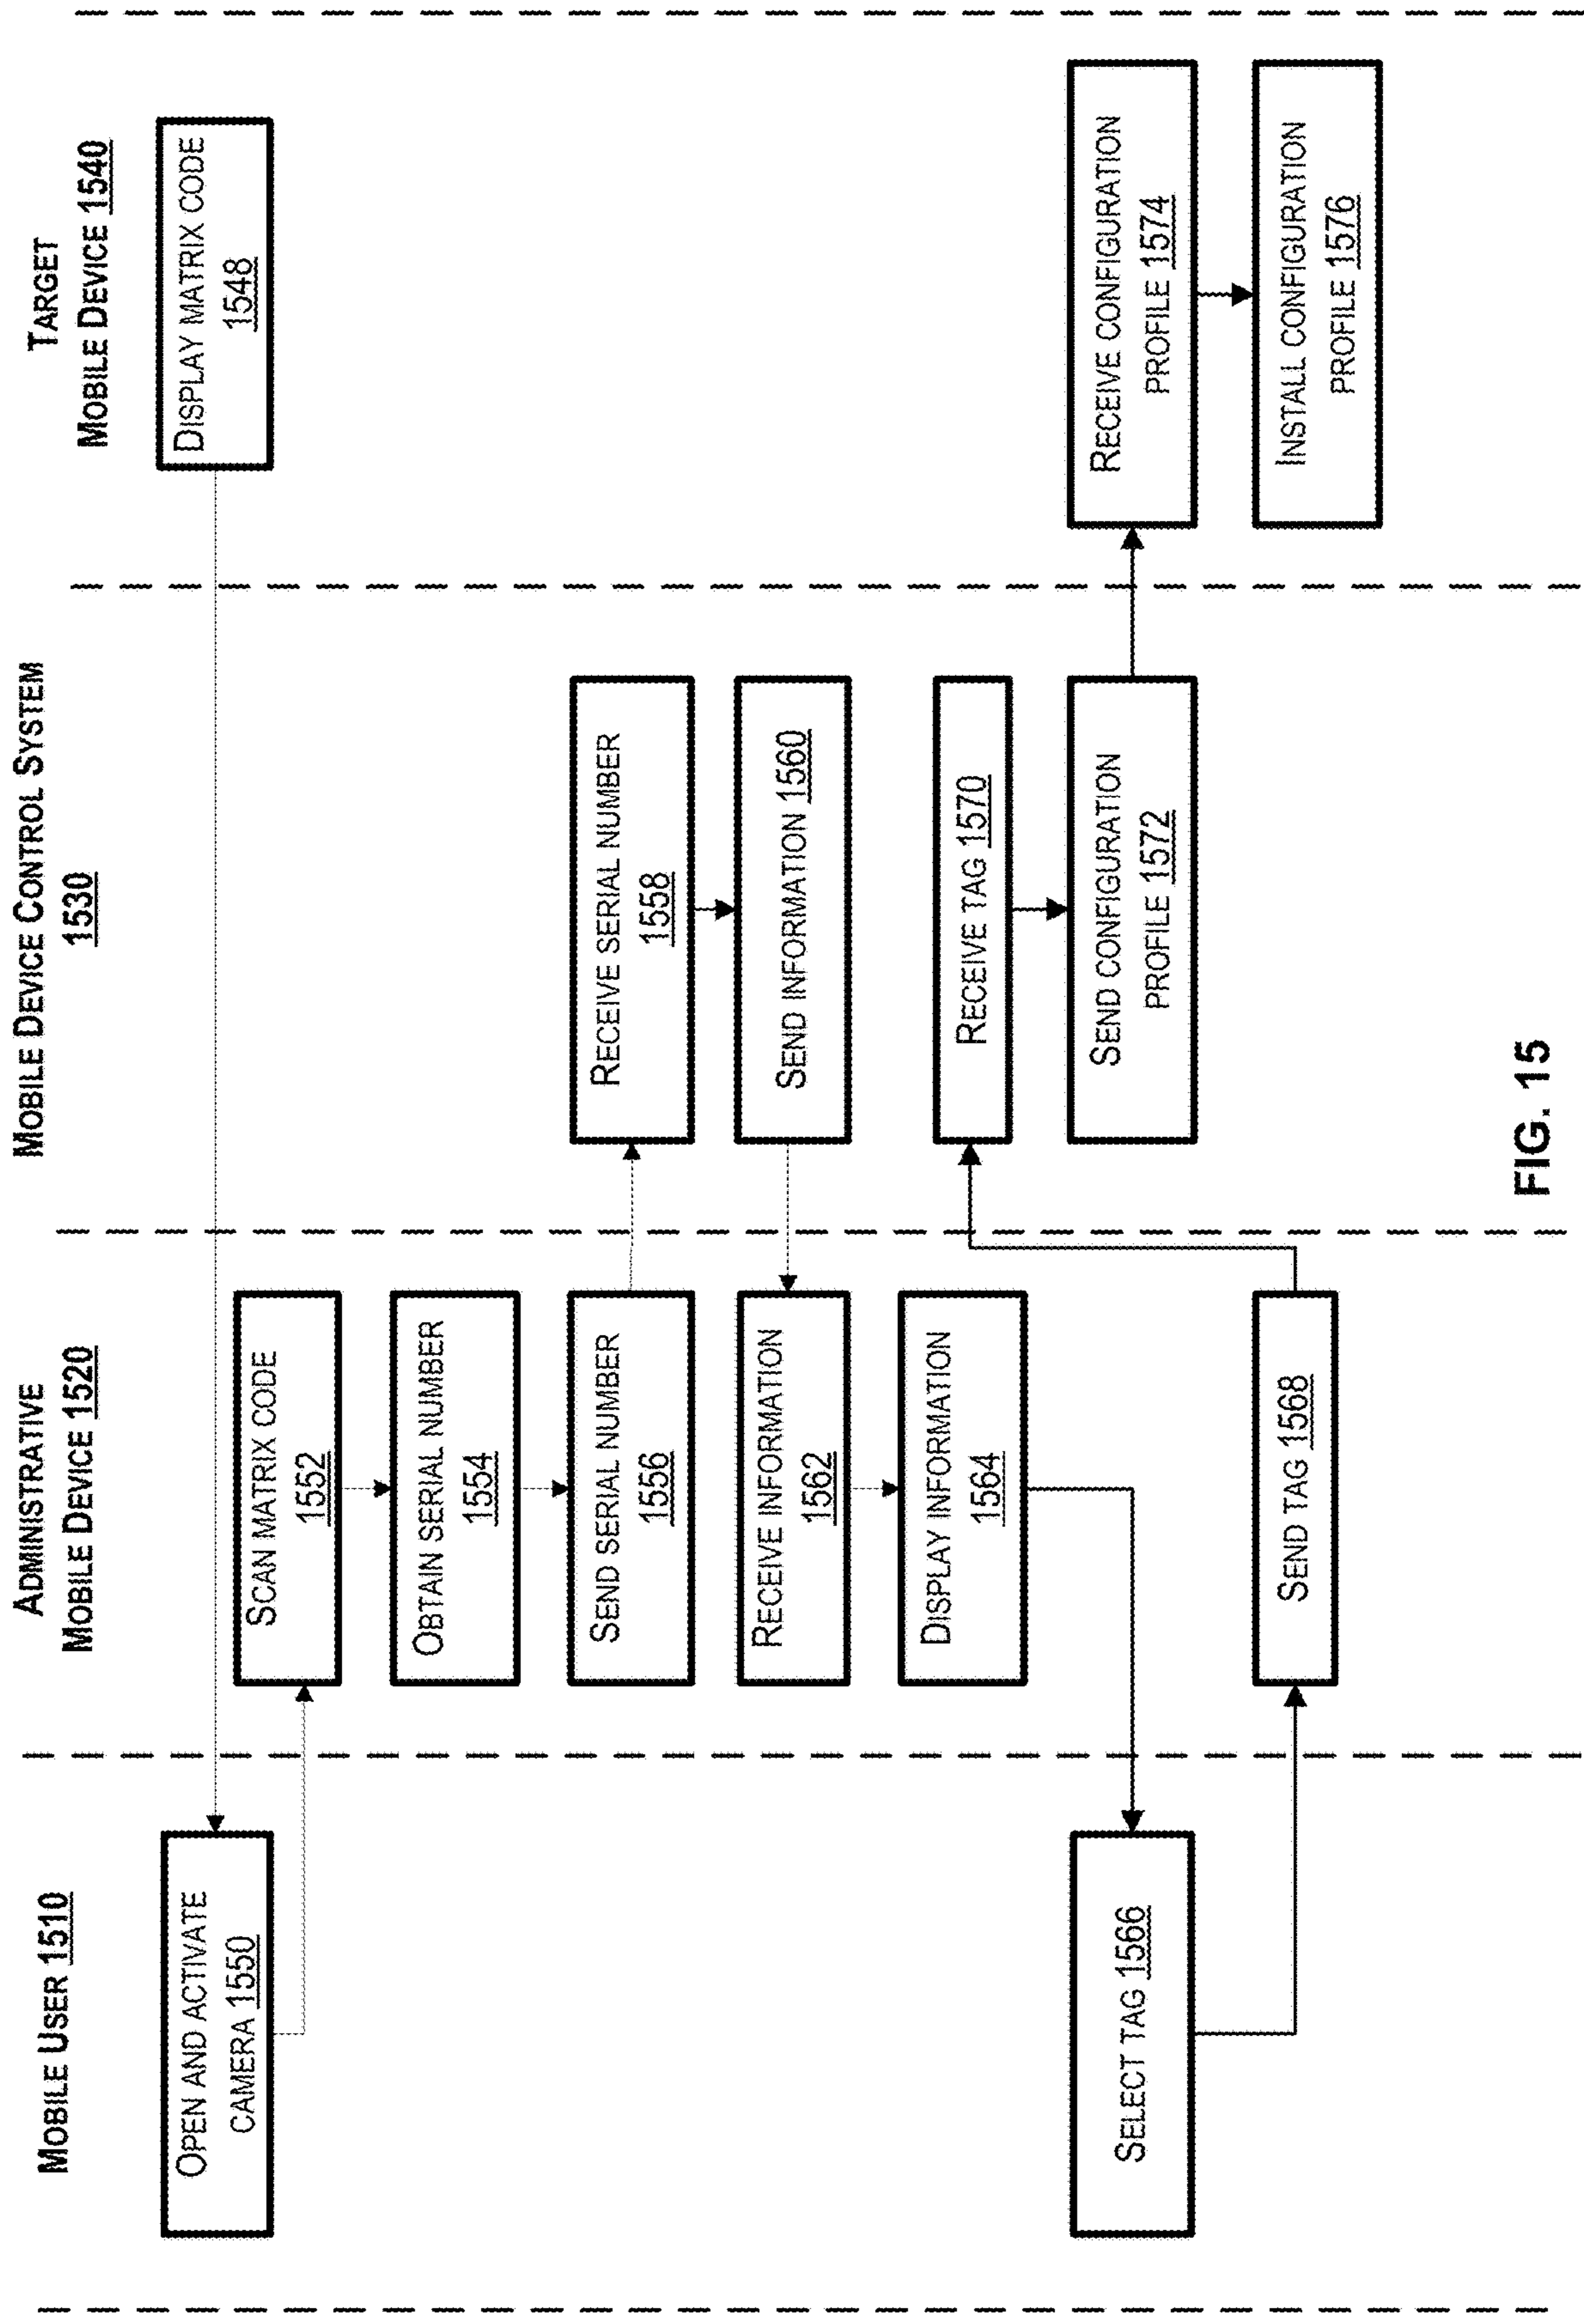 MOBILE USER 1510
ADMINISTRATIVE
MOBILE DEVICE 1520
MOBILE DEVICE CONTROL SYSTEM
1530
TARGET
MOBILE DEVICE 1540
DISPLAY MATRIX CODE
1548
OPEN AND ACTIVATE
CAMERA 1550
SCAN MATRIX CODE
1552
OBTAIN SERIAL NUMBER
1554
SEND SERIAL NUMBER
1556
RECEIVE SERIAL NUMBER
1558
SEND INFORMATION 1560
RECEIVE INFORMATION
1562
DISPLAY INFORMATION
1564
SELECT TAG 1566
SEND TAG 1568
RECEIVE TAG 1570
SEND CONFIGURATION
PROFILE 1572
RECEIVE CONFIGURATION
PROFILE 1574
INSTALL CONFIGURATION
PROFILE 1576
FIG. 15